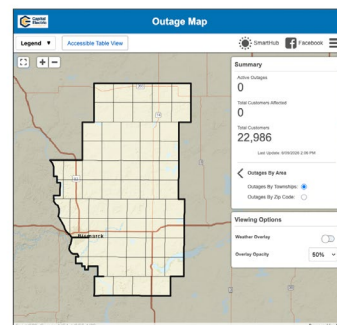 Capital
Electric
Outage Map
Legend ▼
Accessible Table View
SmartHub
Facebook
Summary
Active Outages
0
Total Customers Affected
0
Total Customers
22,986
Outages By Area
Outages By Townships:
Outages By Zip Code:
Viewing Options
Weather Overlay
Overlay Opacity
50%
Bismarck